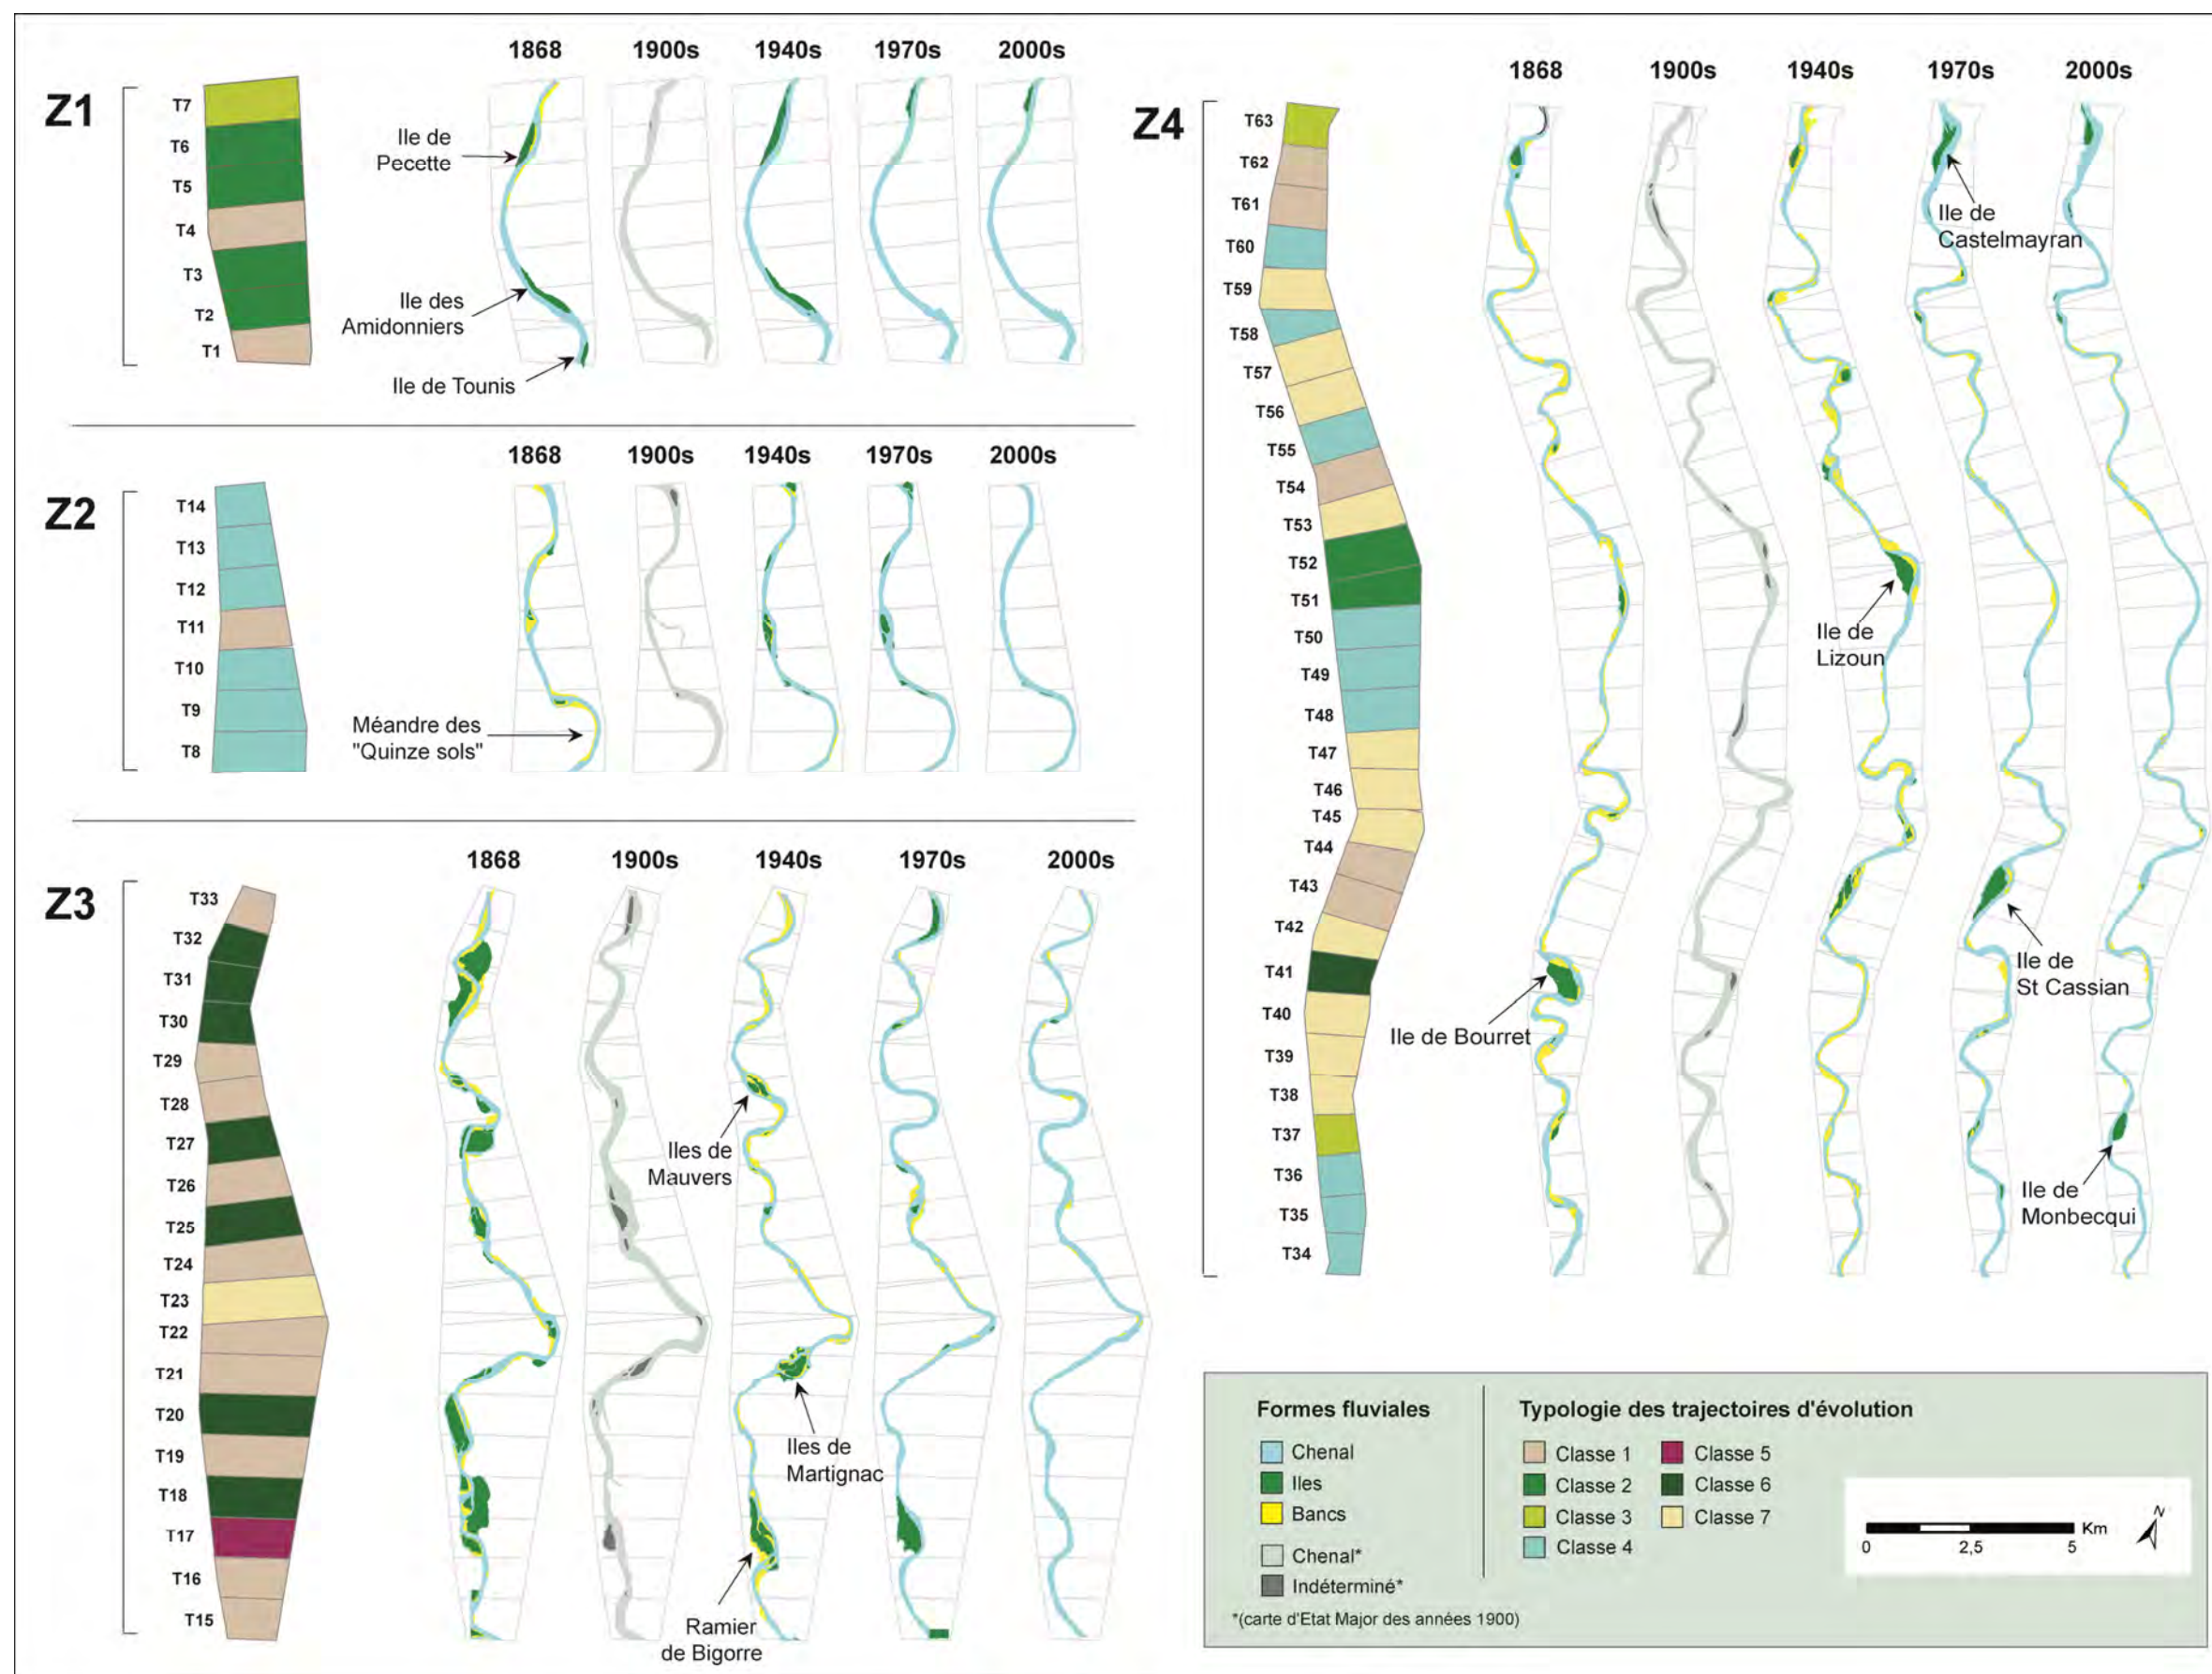 Z1
1868 1900s 1940s 1970s 2000s
T7
T6
T5
T4
T3
T2
T1
Ile de
Pecette
Ile des
Amidonniers
Ile de Tounis
Z2
1868 1900s 1940s 1970s 2000s
T14
T13
T12
T11
T10
T9
T8
Méandre des
"Quinze sols"
Z3
1868 1900s 1940s 1970s 2000s
T33
T32
T31
T30
T29
T28
T27
T26
T25
T24
T23
T22
T21
T20
T19
T18
T17
T16
T15
Iles de
Mauvers
Iles de
Martignac
Ramier
de Bigorre
Z4
1868 1900s 1940s 1970s 2000s
T63
T62
T61
T60
T59
T58
T57
T56
T55
T54
T53
T52
T51
T50
T49
T48
T47
T46
T45
T44
T43
T42
T41
T40
T39
T38
T37
T36
T35
T34
Ile de
Castelmayran
Ile de
Lizoun
Ile de
St Cassian
Ile de Bourret
Ile de
Monbecqui
Formes fluviales
Chenal
Iles
Bancs
Chenal*
Indéterminé*
*(carte d'Etat Major des années 1900)
Typologie des trajectoires d'évolution
Classe 1
Classe 2
Classe 3
Classe 4
Classe 5
Classe 6
Classe 7
Km
0 2,5 5
N